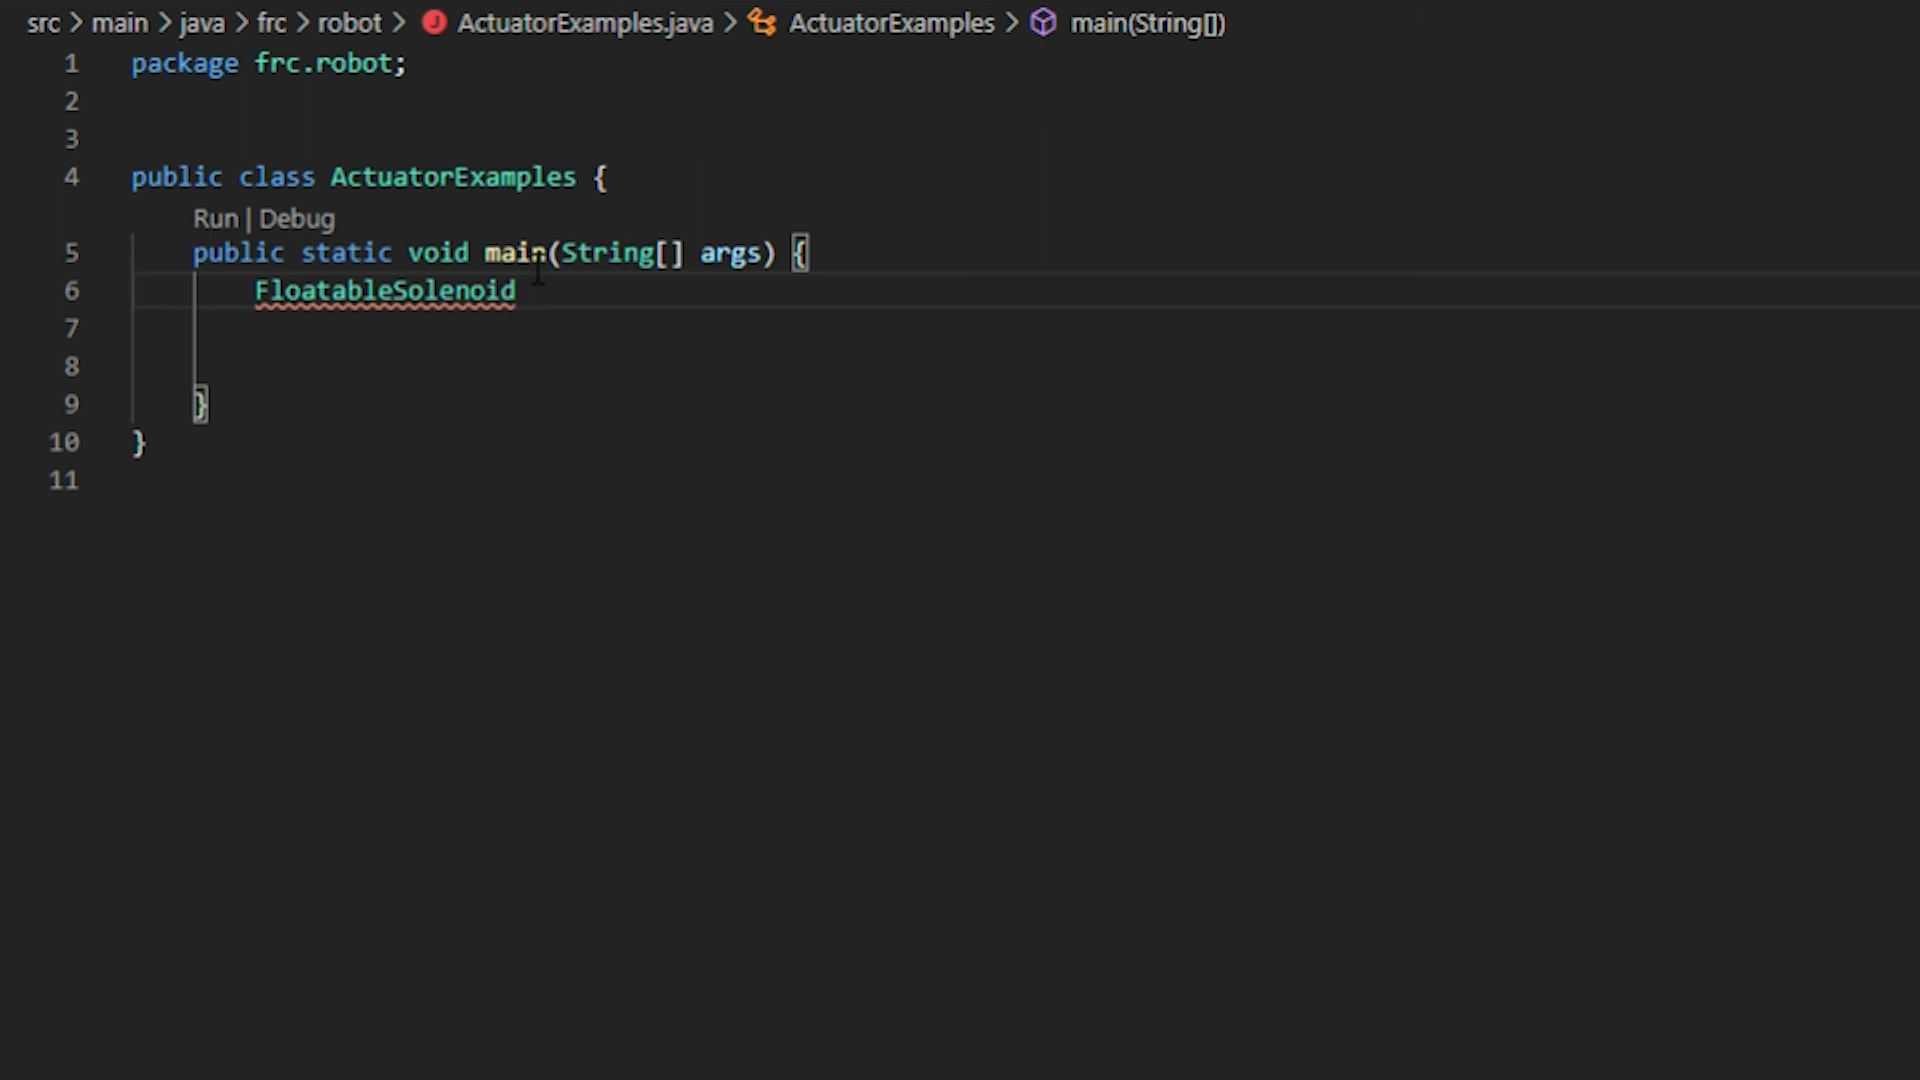 src > main > java > frc > robot > ActuatorExamples.java > ActuatorExamples > main(String[])
1 package frc.robot;
2
3
4 public class ActuatorExamples {
Run | Debug
5 public static void main(String[] args) {
6 FloatableSolenoid
7
8
9 }
10 }
11